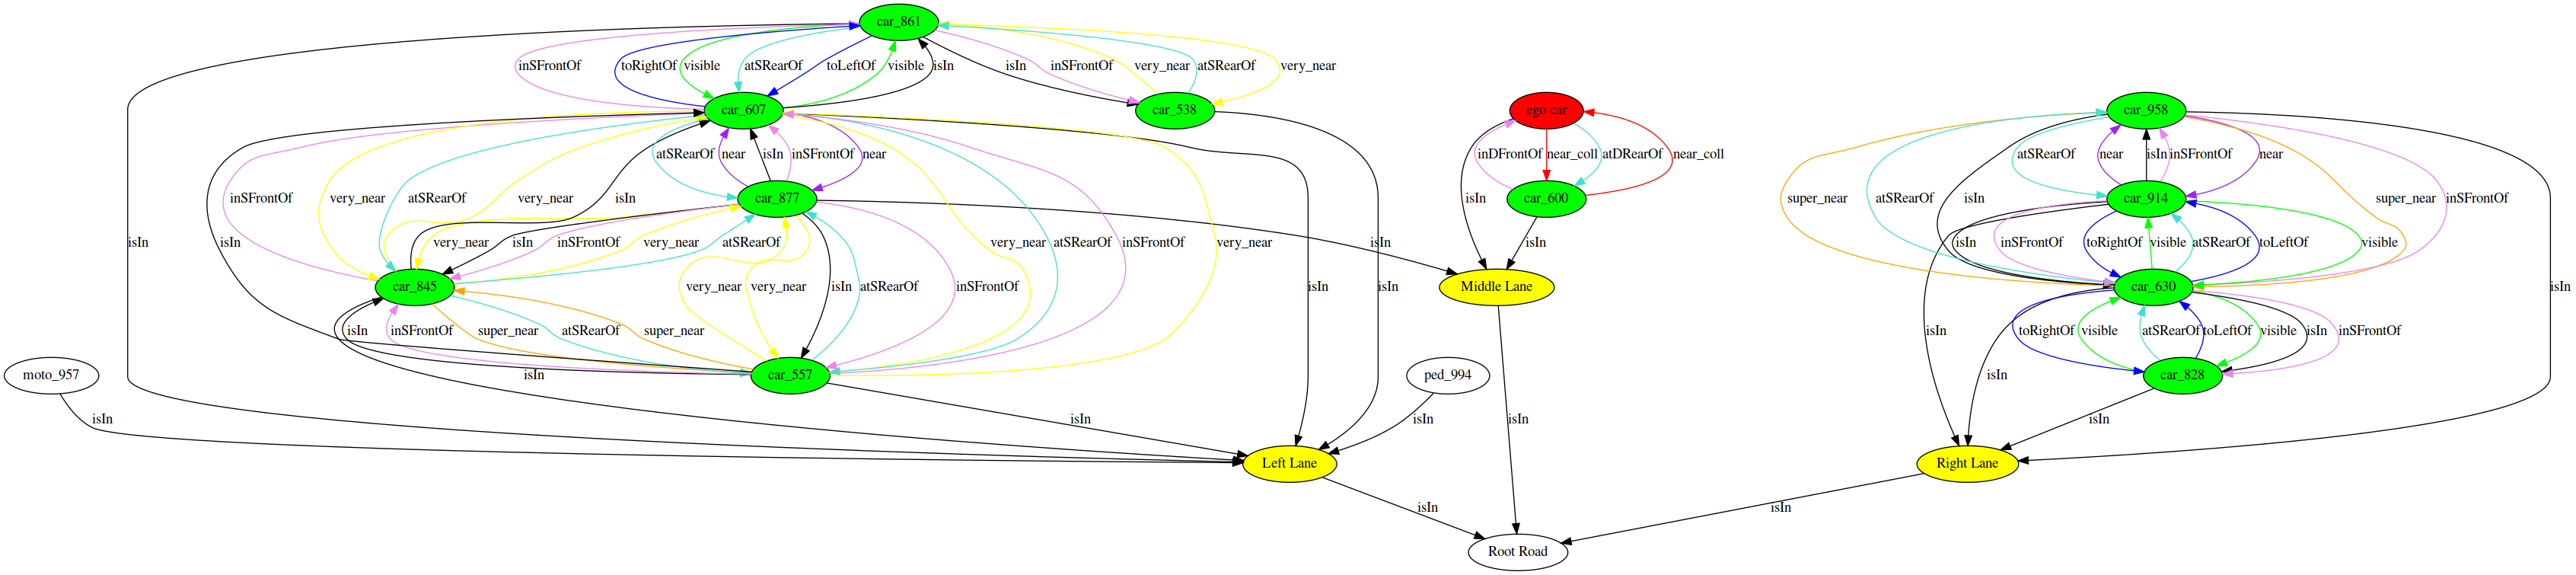 car_861
inSFrontOf toRightOf visible atSRearOf toLeftOf visible isIn isIn inSFrontOf very_near atSRearOf very_near
car_607 car_538 ego car car_958
atSRearOf near isIn inSFrontOf near inDFrontOf near_coll atDRearOf near_coll atSRearOf near isIn inSFrontOf near
inSFrontOf very_near atSRearOf very_near isIn car_877 isIn car_600 super_near atSRearOf isIn car_914 super_near inSFrontOf
isIn isIn very_near isIn inSFrontOf very_near atSRearOf very_near atSRearOf inSFrontOf very_near isIn isIn isIn inSFrontOf toRightOf visible atSRearOf toLeftOf visible
car_845 very_near very_near isIn atSRearOf inSFrontOf isIn isIn Middle Lane car_630 isIn
isIn inSFrontOf super_near atSRearOf super_near isIn toRightOf visible atSRearOf toLeftOf visible isIn inSFrontOf
moto_957 isIn car_557 ped_994 isIn car_828
isIn isIn isIn isIn isIn
Left Lane Right Lane
isIn isIn
Root Road